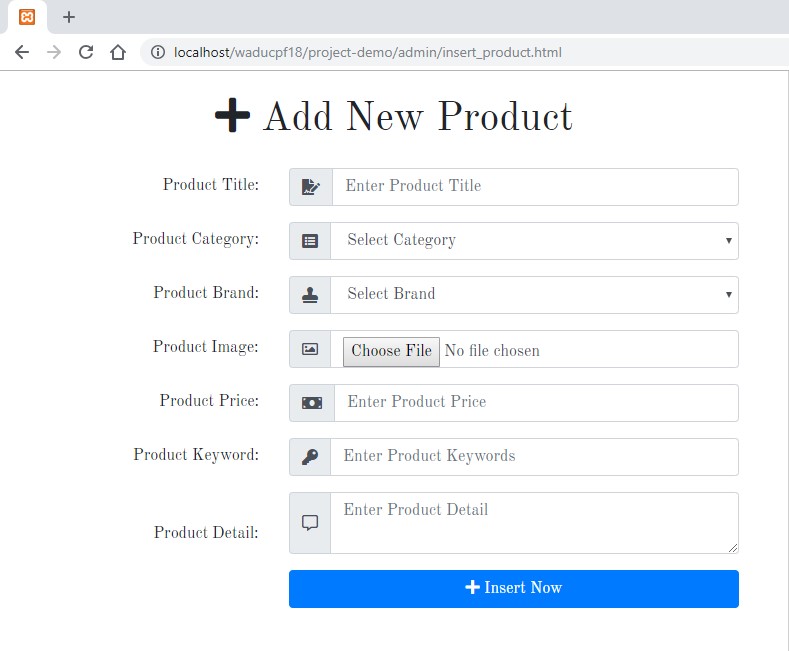 localhost/waducpf18/project-demo/admin/insert_product.html
Add New Product
Product Title: Enter Product Title
Product Category: Select Category
Product Brand: Select Brand
Product Image: Choose File No file chosen
Product Price: Enter Product Price
Product Keyword: Enter Product Keywords
Enter Product Detail
Product Detail:
Insert Now